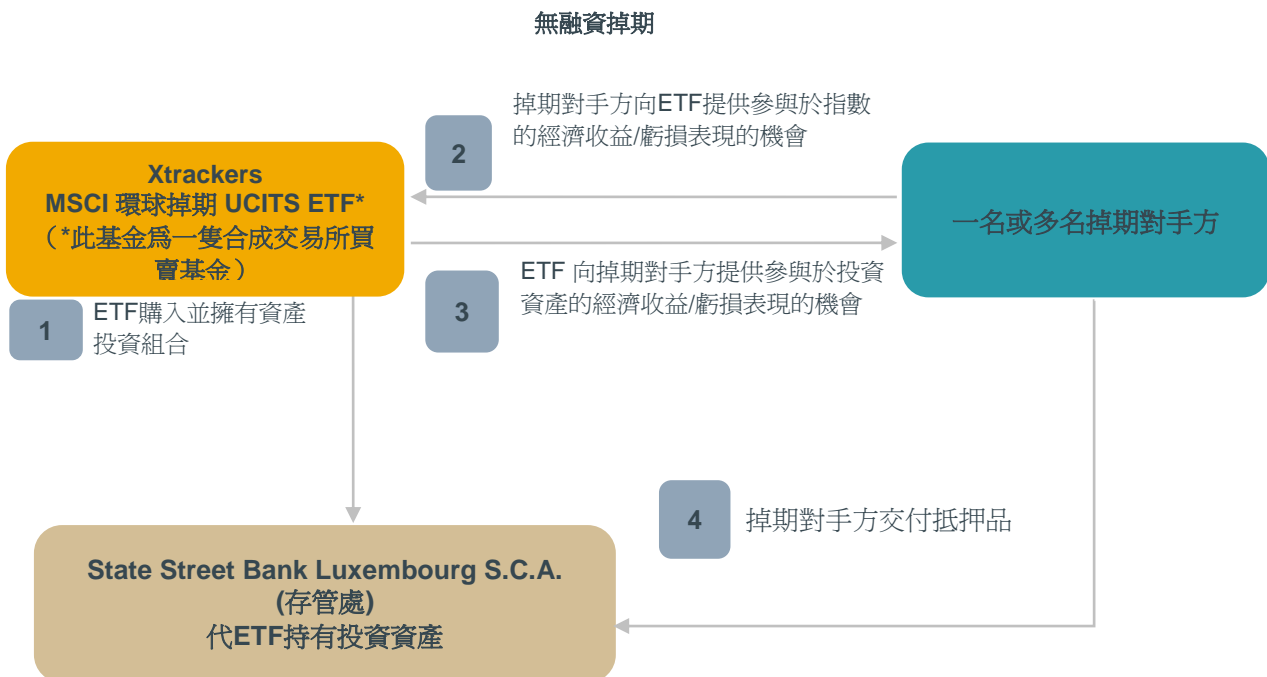 無融資掉期
掉期對手方向ETF提供參與於指數
的經濟收益/虧損表現的機會
2
Xtrackers
MSCI 環球掉期 UCITS ETF*
（*此基金爲一隻合成交易所買
賣基金）
一名或多名掉期對手方
ETF 向掉期對手方提供參與於投資
資產的經濟收益/虧損表現的機會
3
1
ETF購入並擁有資產
投資組合
4
掉期對手方交付抵押品
State Street Bank Luxembourg S.C.A.
(存管處)
代ETF持有投資資產